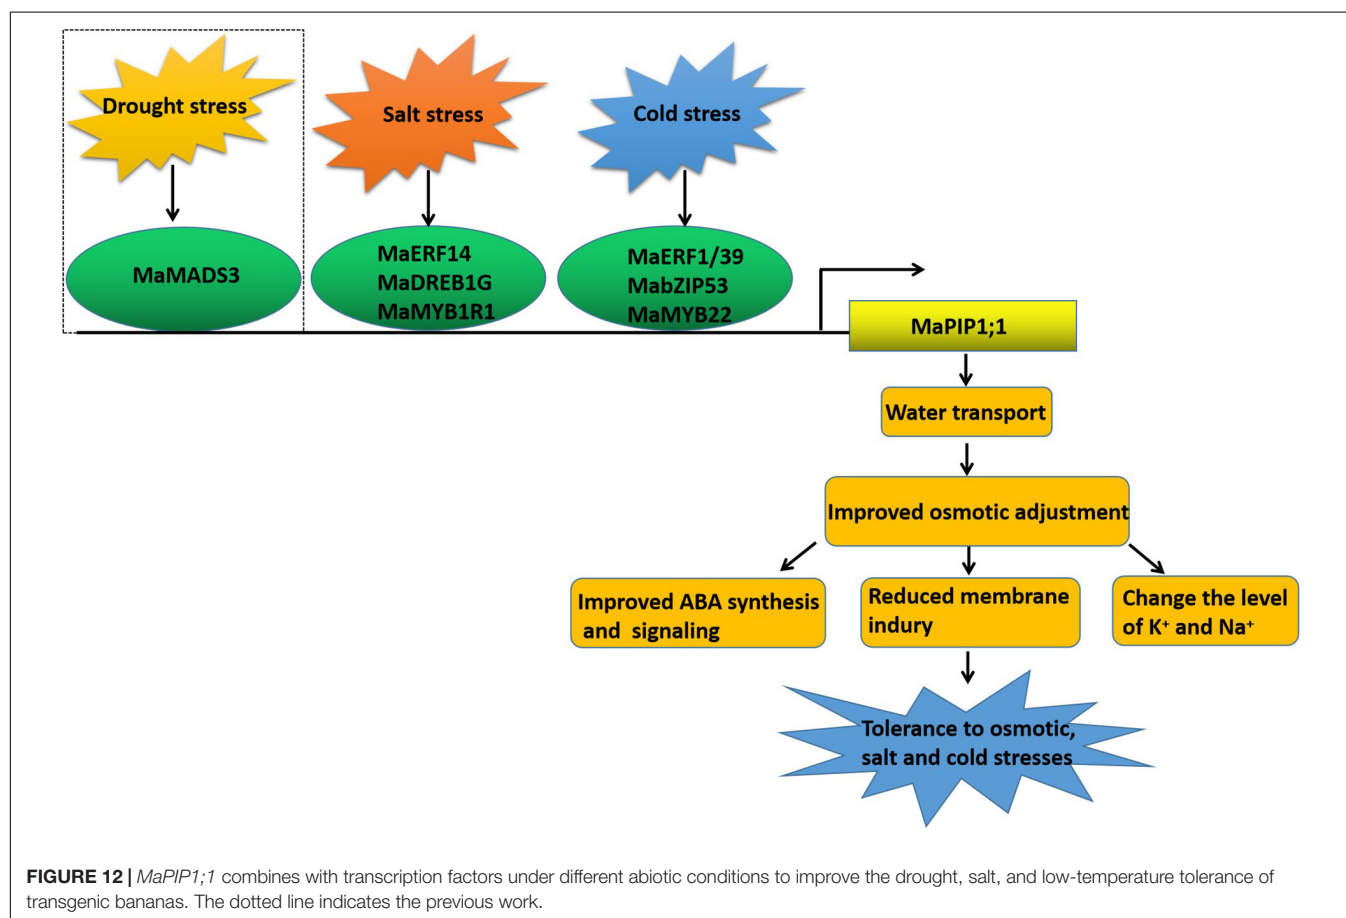 Drought stress
Salt stress
Cold stress
MaMADS3
MaERF14
MaDREB1G
MaMYB1R1
MaERF1/39
MabZIP53
MaMYB22
MaPIP1;1
Water transport
Improved osmotic adjustment
Improved ABA synthesis
and signaling
Reduced membrane
indury
Change the level
of K⁺ and Na⁺
Tolerance to osmotic,
salt and cold stresses
FIGURE 12 | MaPIP1;1 combines with transcription factors under different abiotic conditions to improve the drought, salt, and low-temperature tolerance of
transgenic bananas. The dotted line indicates the previous work.